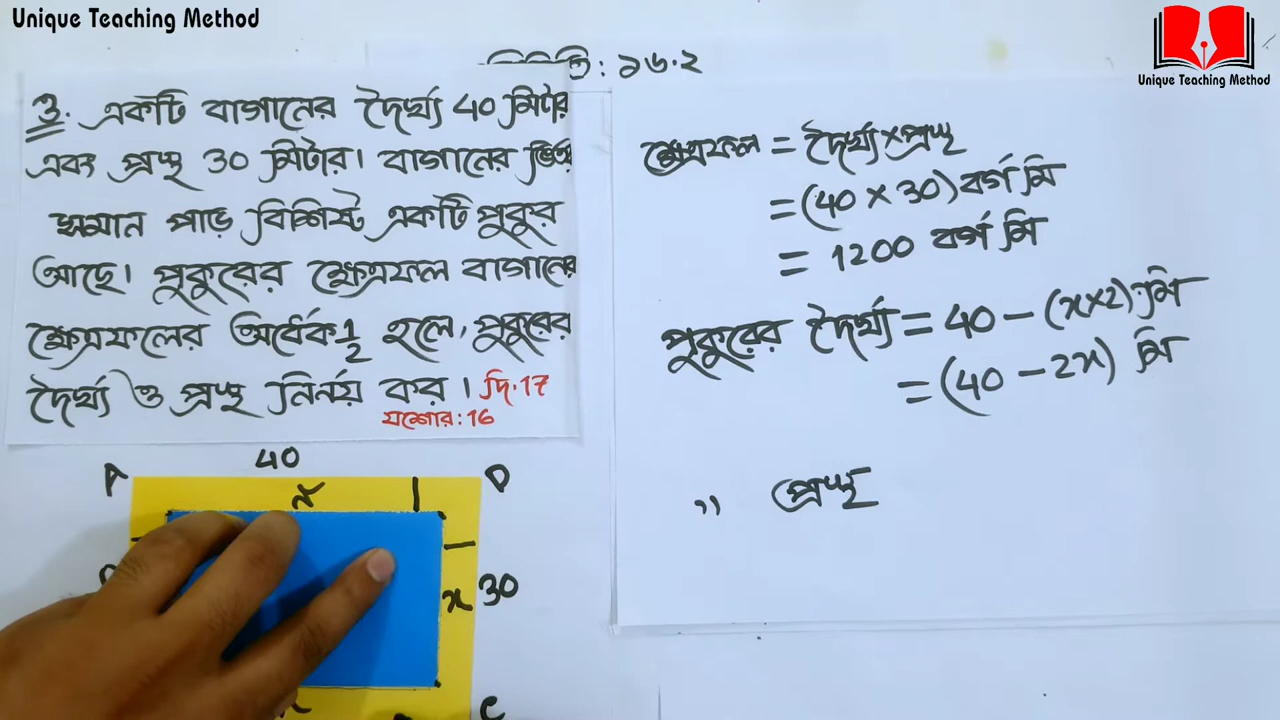 Unique Teaching Method
Unique Teaching Method
: ১৬.২
৩. একটি বাগানের দৈর্ঘ্য 40 মিটার
এবং প্রস্থ 30 মিটার। বাগানের ভিতর
সমান পাড় বিশিষ্ট একটি পুকুর
আছে। পুকুরের ক্ষেত্রফল বাগানের
ক্ষেত্রফলের অর্ধেক 1/2 হলে, পুকুরের
দৈর্ঘ্য ও প্রস্থ নির্নয় কর। দি.17
যশোর:16
ক্ষেত্রফল = দৈর্ঘ্য×প্রস্থ
= (40 × 30) বর্গ মি
= 1200 বর্গ মি
পুকুরের দৈর্ঘ্য = 40 - (x×2) মি
= (40 - 2x) মি
,, প্রস্থ
40
A
D
x
x
30
C